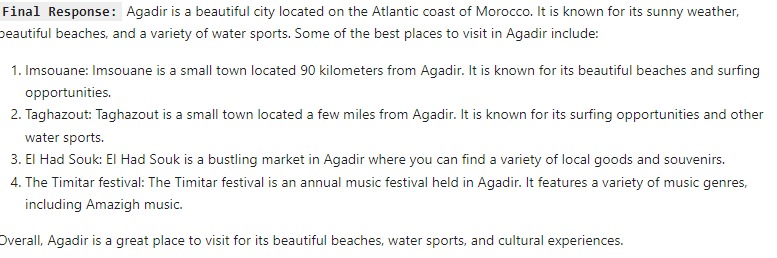 Final Response: Agadir is a beautiful city located on the Atlantic coast of Morocco. It is known for its sunny weather,
beautiful beaches, and a variety of water sports. Some of the best places to visit in Agadir include:
1. Imsouane: Imsouane is a small town located 90 kilometers from Agadir. It is known for its beautiful beaches and surfing
opportunities.
2. Taghazout: Taghazout is a small town located a few miles from Agadir. It is known for its surfing opportunities and other
water sports.
3. El Had Souk: El Had Souk is a bustling market in Agadir where you can find a variety of local goods and souvenirs.
4. The Timitar festival: The Timitar festival is an annual music festival held in Agadir. It features a variety of music genres,
including Amazigh music.
Overall, Agadir is a great place to visit for its beautiful beaches, water sports, and cultural experiences.